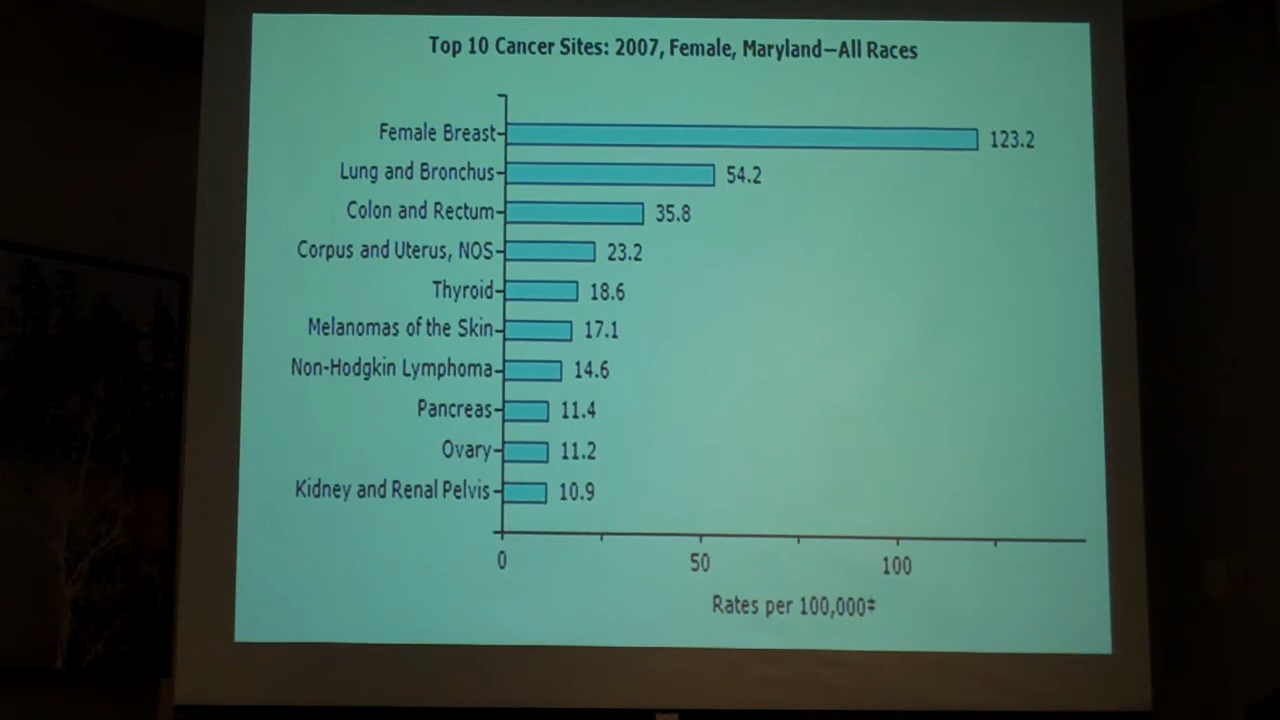 Top 10 Cancer Sites: 2007, Female, Maryland—All Races
Female Breast 123.2
Lung and Bronchus 54.2
Colon and Rectum 35.8
Corpus and Uterus, NOS 23.2
Thyroid 18.6
Melanomas of the Skin 17.1
Non-Hodgkin Lymphoma 14.6
Pancreas 11.4
Ovary 11.2
Kidney and Renal Pelvis 10.9
0 50 100
Rates per 100,000‡